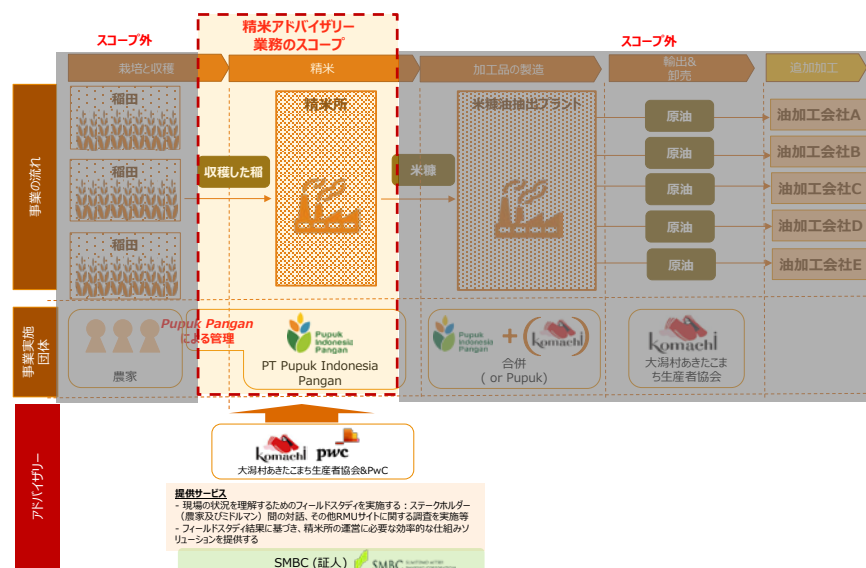 スコープ外
精米アドバイザリー
業務のスコープ
スコープ外
栽培と収穫
精米
加工品の製造
輸出&
卸売
追加加工
事業の流れ
稲田
稲田
稲田
収穫した稲
精米所
米糠
米糠油抽出プラント
原油
原油
原油
原油
原油
油加工会社A
油加工会社B
油加工会社C
油加工会社D
油加工会社E
事業実施
団体
農家
Pupuk Pangan
による管理
Pupuk
Indonesia
Pangan
PT Pupuk Indonesia
Pangan
Pupuk
Indonesia
Pangan
+
(Komachi)
合併
( or Pupuk)
Komachi
大潟村あきたこま
ち生産者協会
アドバイザリー
Komachi
pwc
大潟村あきたこまち生産者協会&PwC
提供サービス
- 現場の状況を理解するためのフィールドスタディを実施する：ステークホルダー
（農家及びミドルマン）間の対話、その他RMUサイトに関する調査を実施等
- フィールドスタディ結果に基づき、精米所の運営に必要な効率的な仕組みソ
リューションを提供する
SMBC (証人)
SMBC